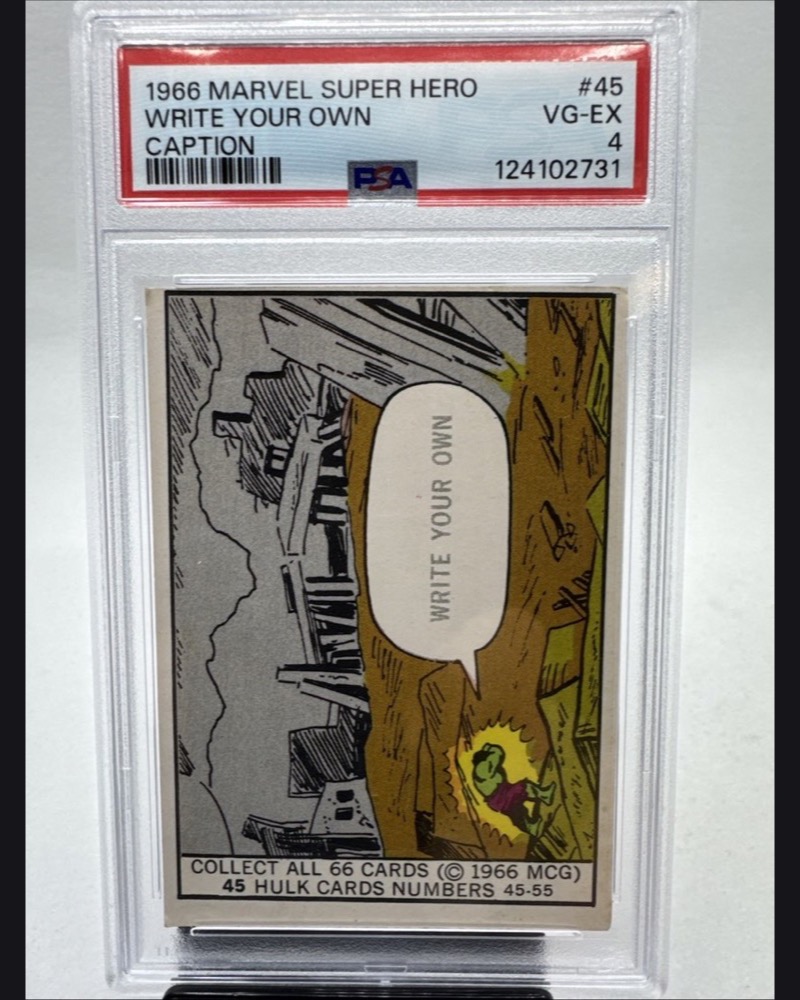 1966 MARVEL SUPER HERO #45
WRITE YOUR OWN VG-EX
CAPTION 4
PSA 124102731
WRITE YOUR OWN
COLLECT ALL 66 CARDS (© 1966 MCG)
45 HULK CARDS NUMBERS 45-55